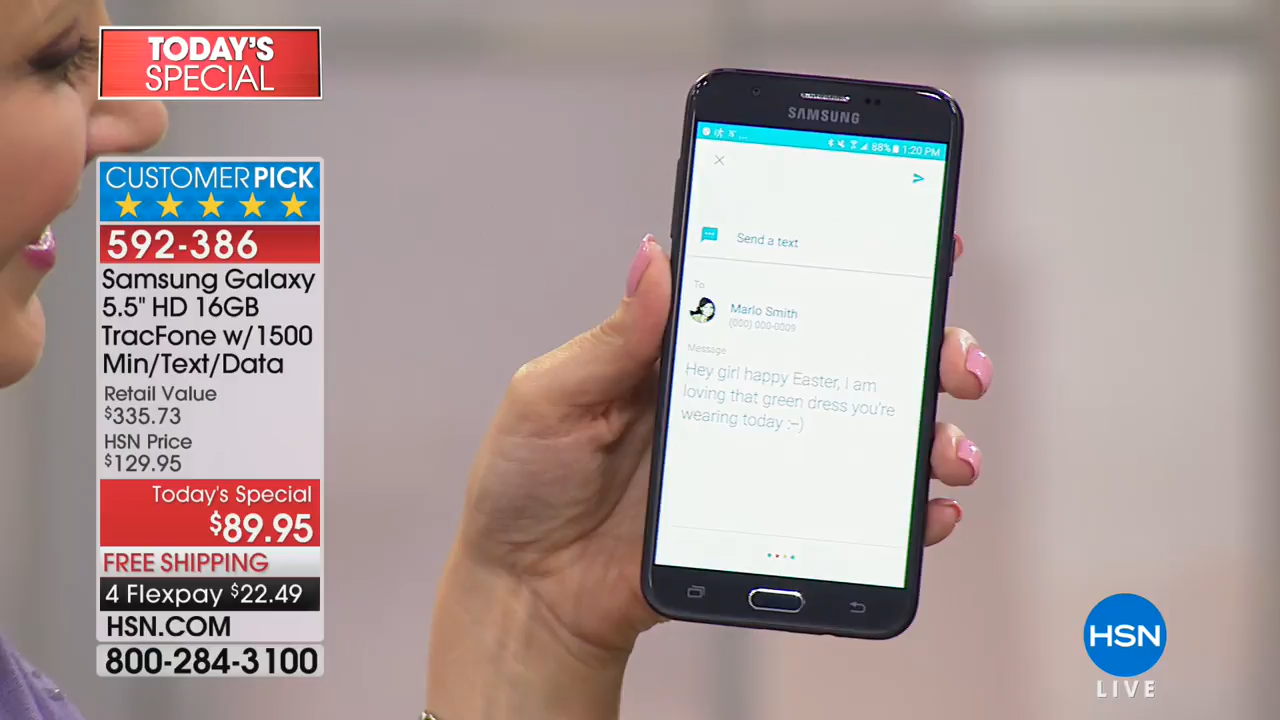 TODAY'S
SPECIAL
CUSTOMER PICK
592-386
Samsung Galaxy
5.5" HD 16GB
TracFone w/1500
Min/Text/Data
Retail Value
$335.73
HSN Price
$129.95
Today's Special
$89.95
FREE SHIPPING
4 Flexpay $22.49
HSN.COM
800-284-3100
SAMSUNG
88% 1:20 PM
Send a text
To
Marlo Smith
(000) 000-0009
Message
Hey girl happy Easter, I am
loving that green dress you're
wearing today :-)
HSN
LIVE